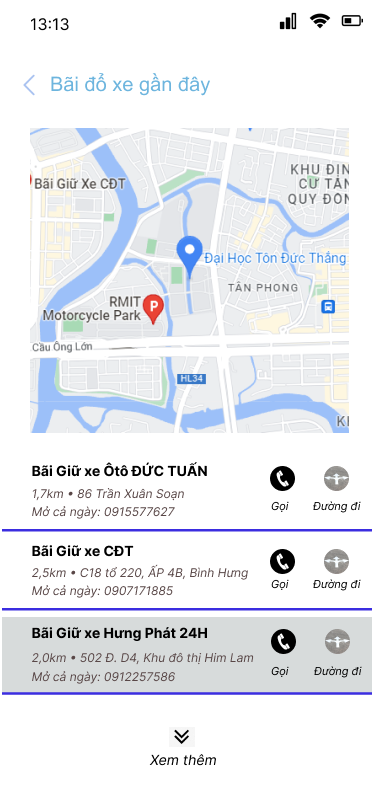 13:13
Bãi đổ xe gần đây
KHU ĐỊN
CƯ TÂN
QUY ĐÔN
Bãi Giữ Xe CĐT
Đại Học Tôn Đức Thắng
TÂN PHONG
RMIT
Motorcycle Park
P
Cầu Ông Lớn
HL34
KH
Bãi Giữ xe Ôtô ĐỨC TUẤN
1,7km • 86 Trần Xuân Soạn
Mở cả ngày: 0915577627
Gọi
Đường đi
Bãi Giữ xe CĐT
2,5km • C18 tổ 220, ẤP 4B, Bình Hưng
Mở cả ngày: 0907171885
Gọi
Đường đi
Bãi Giữ xe Hưng Phát 24H
2,0km • 502 Đ. D4, Khu đô thị Him Lam
Mở cả ngày: 0912257586
Gọi
Đường đi
Xem thêm